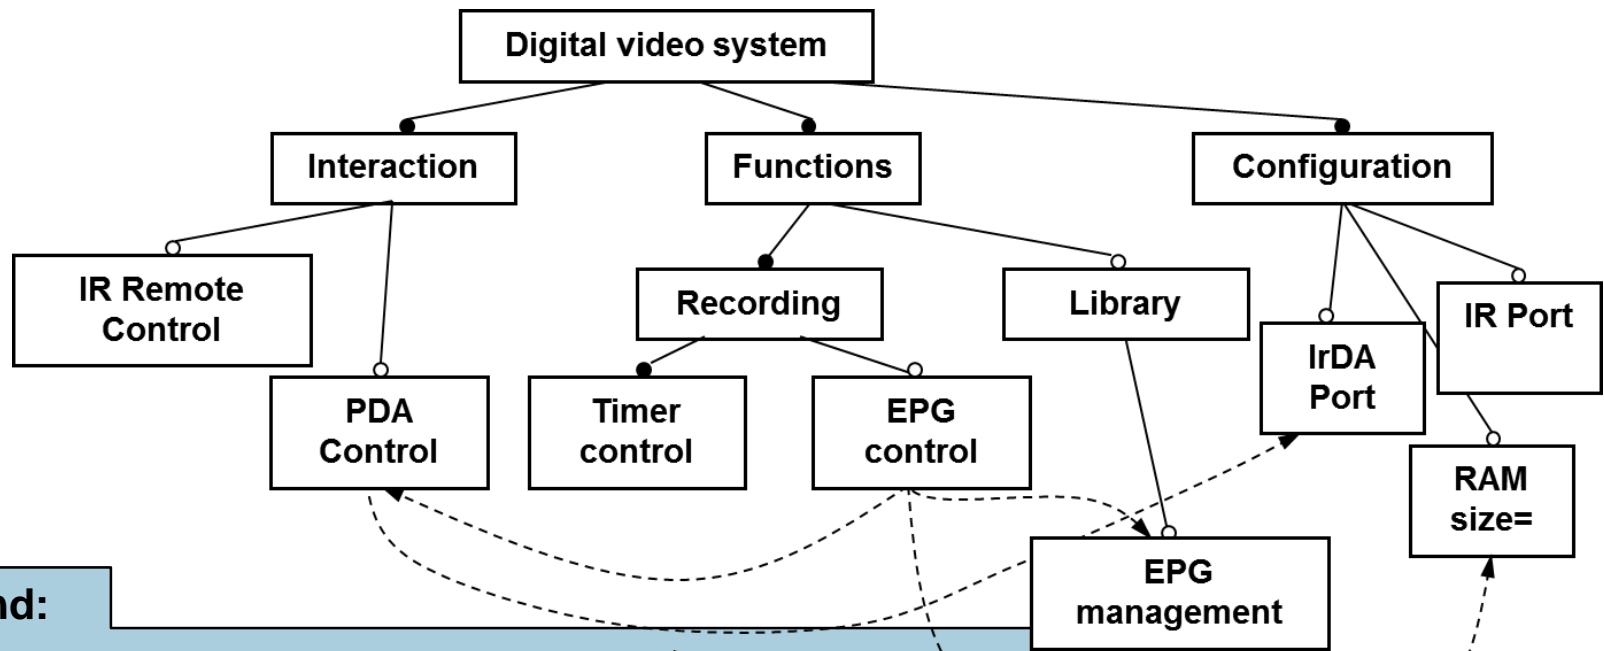 Digital video system
Interaction
Functions
Configuration
IR Remote
Control
Recording
Library
IrDA
Port
IR Port
PDA
Control
Timer
control
EPG
control
RAM
size=
EPG
management
nd: